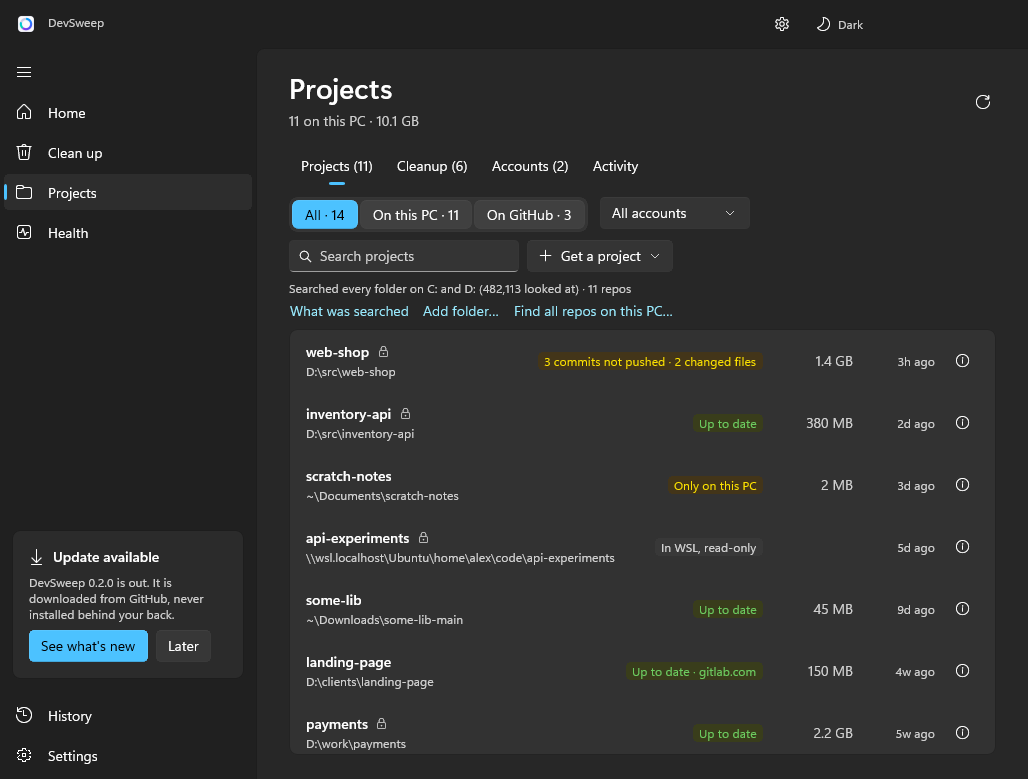 DevSweep
Dark
Home
Clean up
Projects
Health
Projects
11 on this PC · 10.1 GB
Projects (11) Cleanup (6) Accounts (2) Activity
All · 14 On this PC · 11 On GitHub · 3 All accounts
Search projects Get a project
Searched every folder on C: and D: (482,113 looked at) · 11 repos
What was searched Add folder... Find all repos on this PC...
web-shop
D:\src\web-shop
3 commits not pushed · 2 changed files 1.4 GB 3h ago
inventory-api
D:\src\inventory-api
Up to date 380 MB 2d ago
scratch-notes
~\Documents\scratch-notes
Only on this PC 2 MB 3d ago
api-experiments
\\wsl.localhost\Ubuntu\home\alex\code\api-experiments
In WSL, read-only 5d ago
some-lib
~\Downloads\some-lib-main
Up to date 45 MB 9d ago
landing-page
D:\clients\landing-page
Up to date · gitlab.com 150 MB 4w ago
payments
D:\work\payments
Up to date 2.2 GB 5w ago
Update available
DevSweep 0.2.0 is out. It is
downloaded from GitHub, never
installed behind your back.
See what's new Later
History
Settings